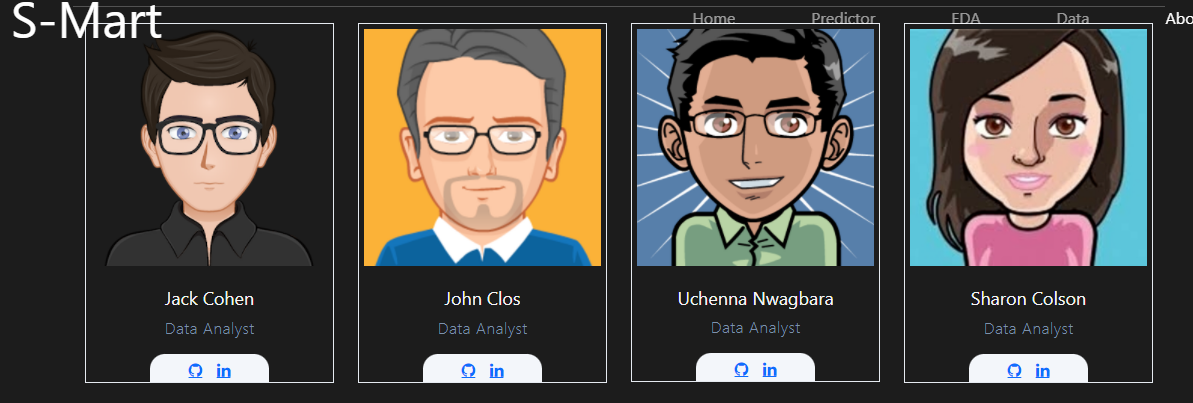 S-Mart
Home Predictor EDA Data Abo
Jack Cohen John Clos Uchenna Nwagbara Sharon Colson
Data Analyst Data Analyst Data Analyst Data Analyst
in in in in